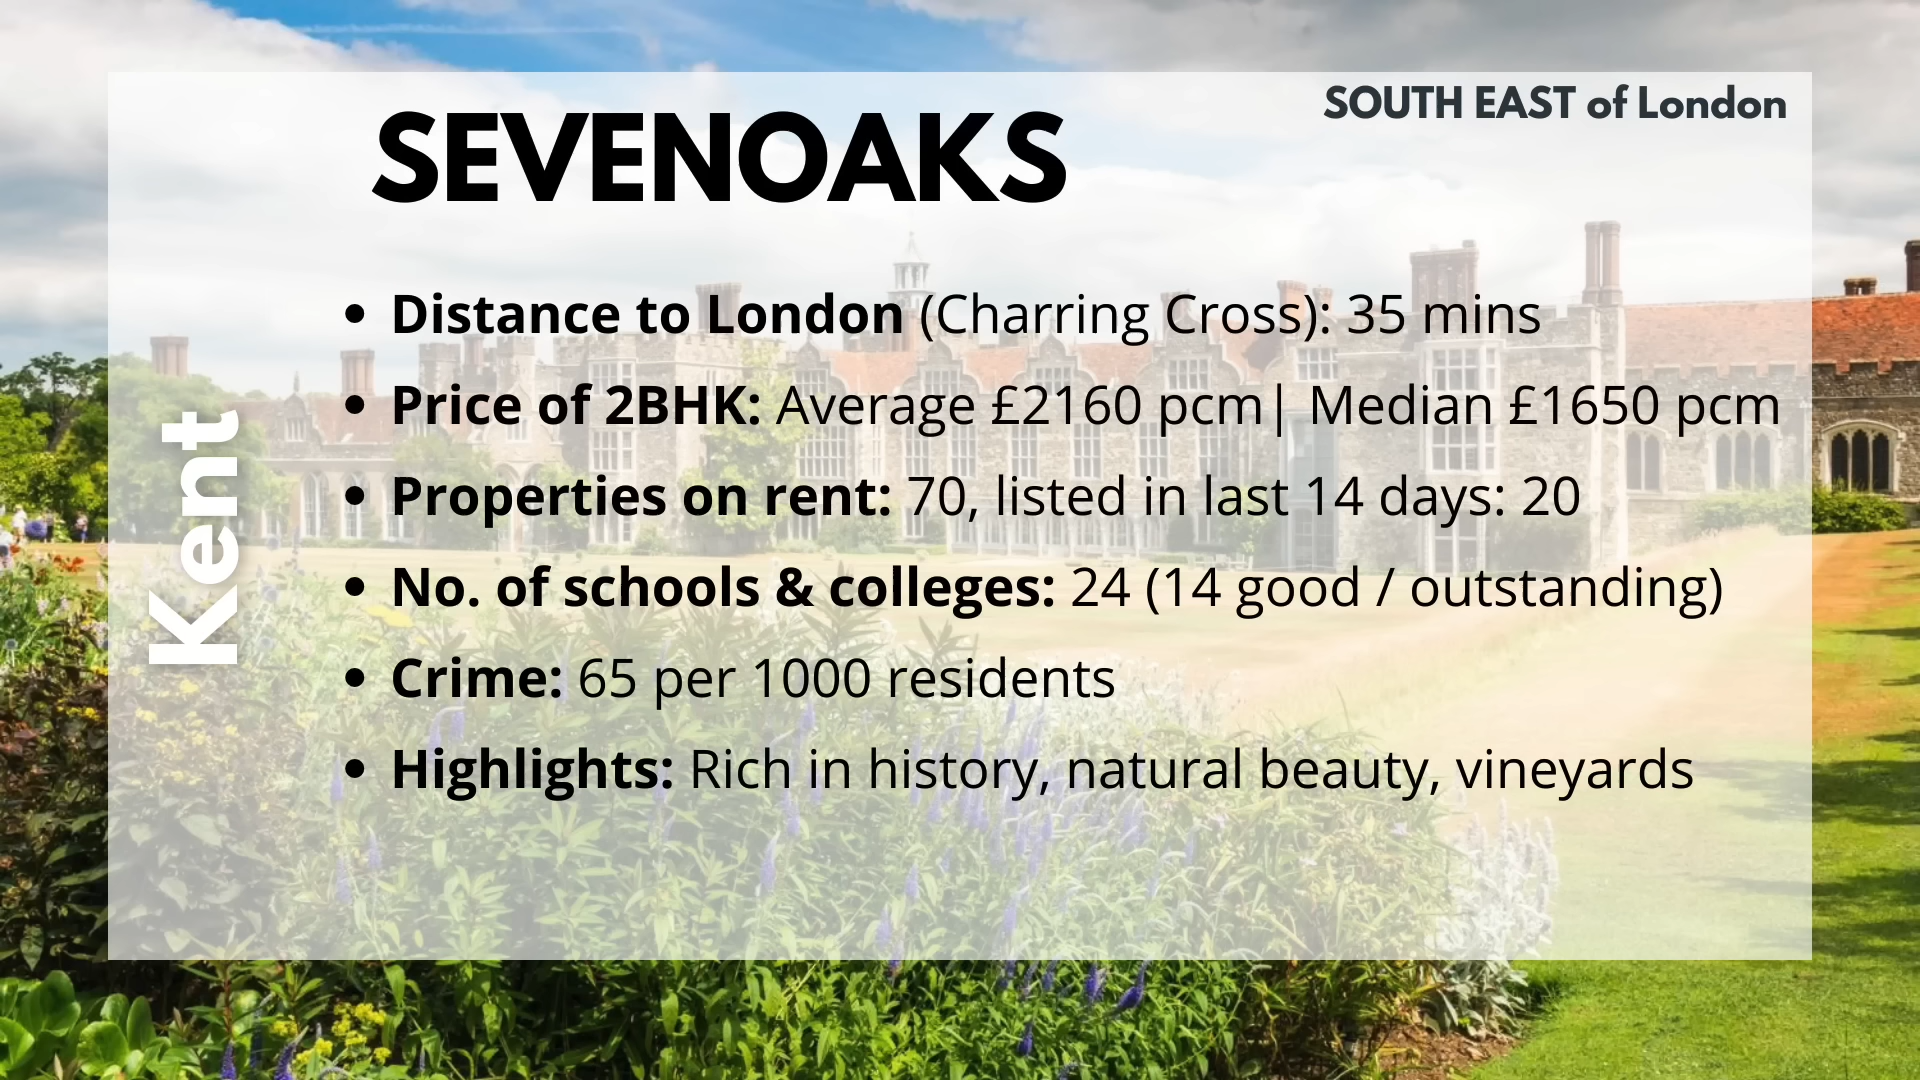 SOUTH EAST of London
SEVENOAKS
Kent
• Distance to London (Charring Cross): 35 mins
• Price of 2BHK: Average £2160 pcm| Median £1650 pcm
• Properties on rent: 70, listed in last 14 days: 20
• No. of schools & colleges: 24 (14 good / outstanding)
• Crime: 65 per 1000 residents
• Highlights: Rich in history, natural beauty, vineyards